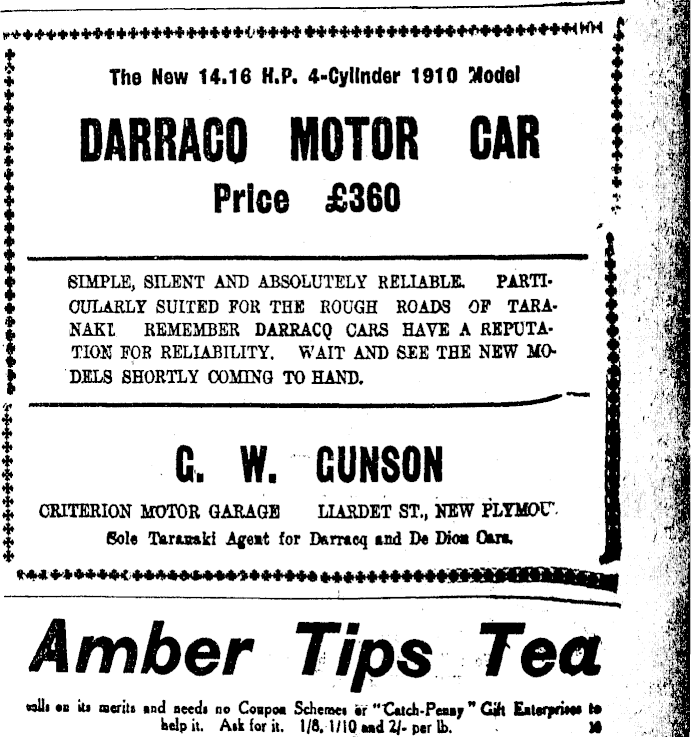 The New 14.16 H.P. 4-Cylinder 1910 Model
DARRACQ MOTOR CAR
Price £360
SIMPLE, SILENT AND ABSOLUTELY RELIABLE. PARTI-
CULARLY SUITED FOR THE ROUGH ROADS OF TARA-
NAKI. REMEMBER DARRACQ CARS HAVE A REPUTA-
TION FOR RELIABILITY. WAIT AND SEE THE NEW MO-
DELS SHORTLY COMING TO HAND.
G. W. GUNSON
CRITERION MOTOR GARAGE LIARDET ST., NEW PLYMOU
Sole Taranaki Agent for Darracq and De Dion Cars.
Amber Tips Tea
on its merits and needs no Coupon Schemes or "Catch-Penny" Gift Enterprises to
help it. Ask for it. 1/8, 1/10 and 2/- per lb.